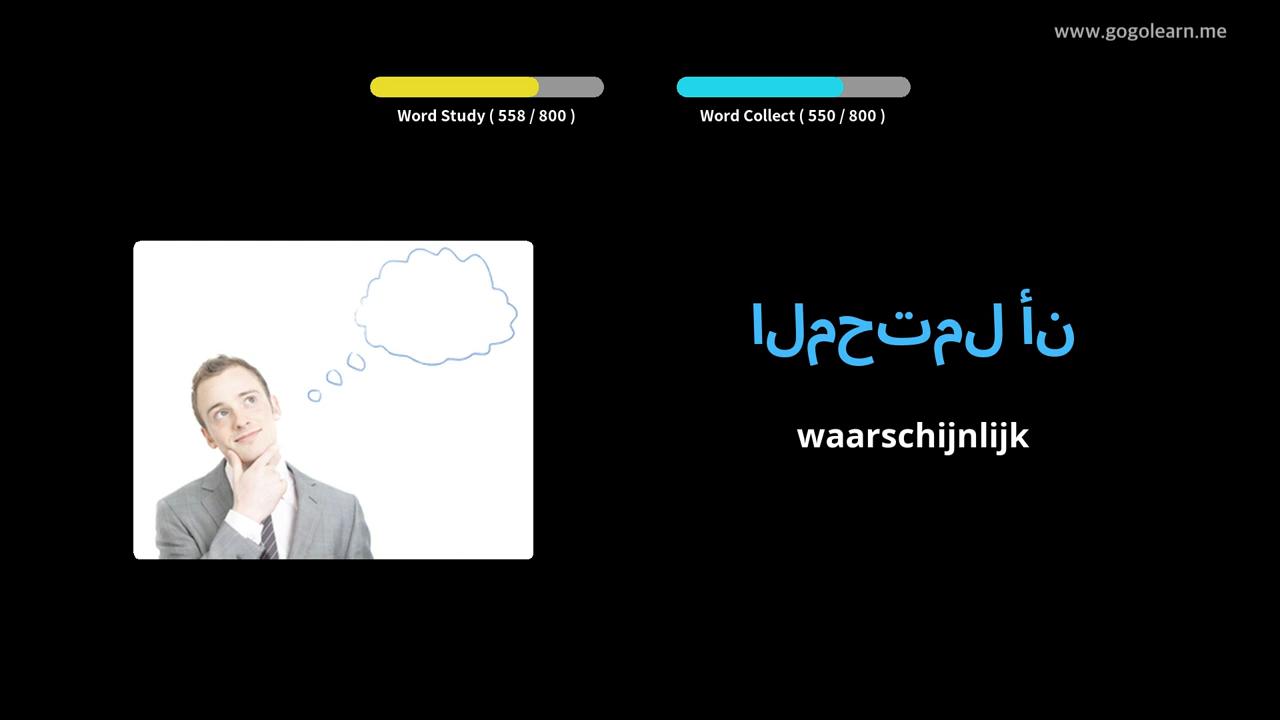 www.gogolearn.me
Word Study ( 558 / 800 )
Word Collect ( 550 / 800 )
المحتمل أن
waarschijnlijk